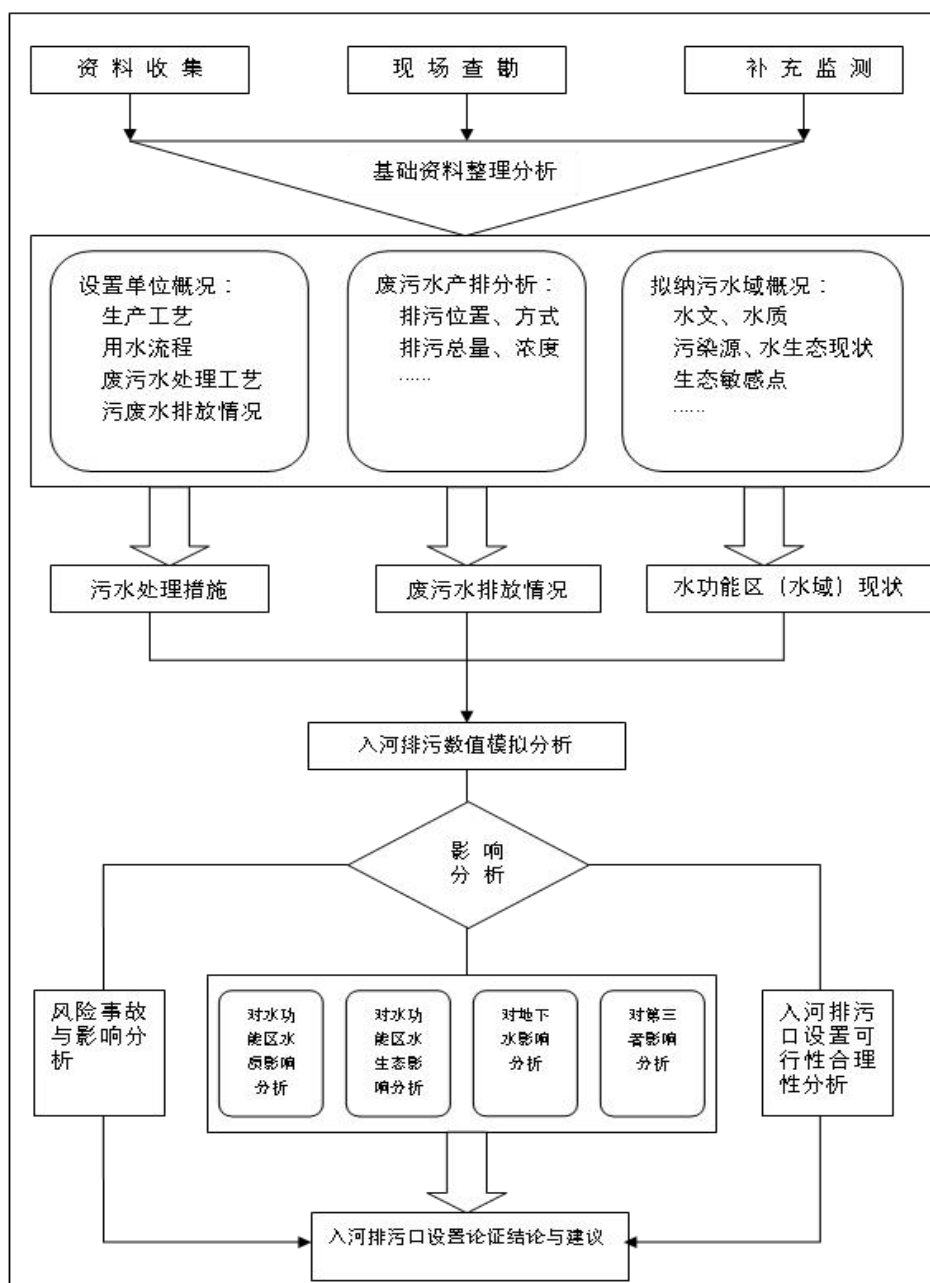 资料收集
现场查勘
补充监测
基础资料整理分析
设置单位概况：
生产工艺
用水流程
废污水处理工艺
污废水排放情况
废污水产排分析：
排污位置、方式
排污总量、浓度
......
拟纳污水域概况：
水文、水质
污染源、水生态现状
生态敏感点
......
污水处理措施
废污水排放情况
水功能区（水域）现状
入河排污数值模拟分析
影响
分析
风险事故
与影响分
析
对水功
能区水
质影响
分析
对水功
能区水
生态影
响分析
对地下
水影响
分析
对第三
者影响
分析
入河排污
口设置可
行性合理
性分析
入河排污口设置论证结论与建议